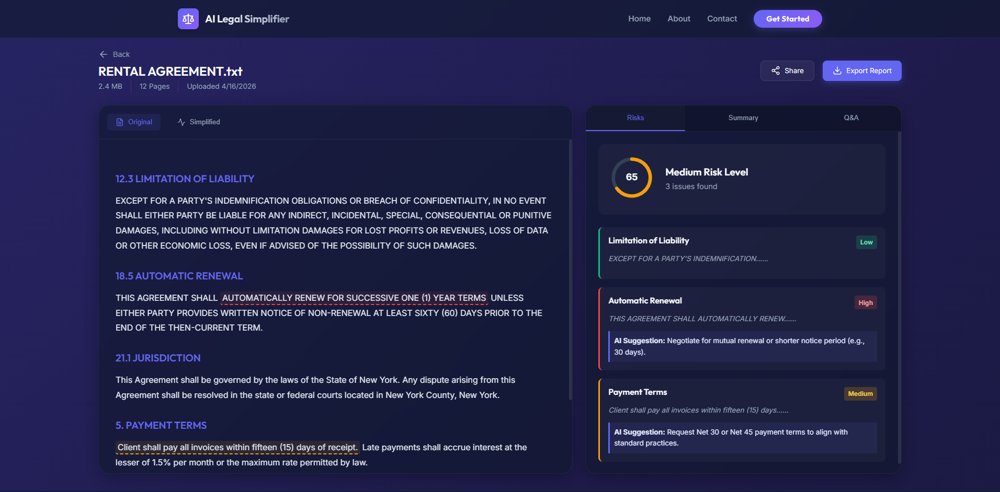 AI Legal Simplifier
Home
About
Contact
Get Started
Back
RENTAL AGREEMENT.txt
2.4 MB
12 Pages
Uploaded 4/16/2026
Share
Export Report
Original
Simplified
12.3 LIMITATION OF LIABILITY
EXCEPT FOR A PARTY'S INDEMNIFICATION OBLIGATIONS OR BREACH OF CONFIDENTIALITY, IN NO EVENT
SHALL EITHER PARTY BE LIABLE FOR ANY INDIRECT, INCIDENTAL, SPECIAL, CONSEQUENTIAL OR PUNITIVE
DAMAGES, INCLUDING WITHOUT LIMITATION DAMAGES FOR LOST PROFITS OR REVENUES, LOSS OF DATA
OR OTHER ECONOMIC LOSS, EVEN IF ADVISED OF THE POSSIBILITY OF SUCH DAMAGES.
18.5 AUTOMATIC RENEWAL
THIS AGREEMENT SHALL AUTOMATICALLY RENEW FOR SUCCESSIVE ONE (1) YEAR TERMS UNLESS
EITHER PARTY PROVIDES WRITTEN NOTICE OF NON-RENEWAL AT LEAST SIXTY (60) DAYS PRIOR TO THE
END OF THE THEN-CURRENT TERM.
21.1 JURISDICTION
This Agreement shall be governed by the laws of the State of New York. Any dispute arising from this
Agreement shall be resolved in the state or federal courts located in New York County, New York.
5. PAYMENT TERMS
Client shall pay all invoices within fifteen (15) days of receipt. Late payments shall accrue interest at the
lesser of 1.5% per month or the maximum rate permitted by law.
Risks
Summary
Q&A
65
Medium Risk Level
3 issues found
Limitation of Liability
Low
EXCEPT FOR A PARTY'S INDEMNIFICATION......
Automatic Renewal
High
THIS AGREEMENT SHALL AUTOMATICALLY RENEW......
AI Suggestion: Negotiate for mutual renewal or shorter notice period (e.g.,
30 days).
Payment Terms
Medium
Client shall pay all invoices within fifteen (15) days......
AI Suggestion: Request Net 30 or Net 45 payment terms to align with
standard practices.